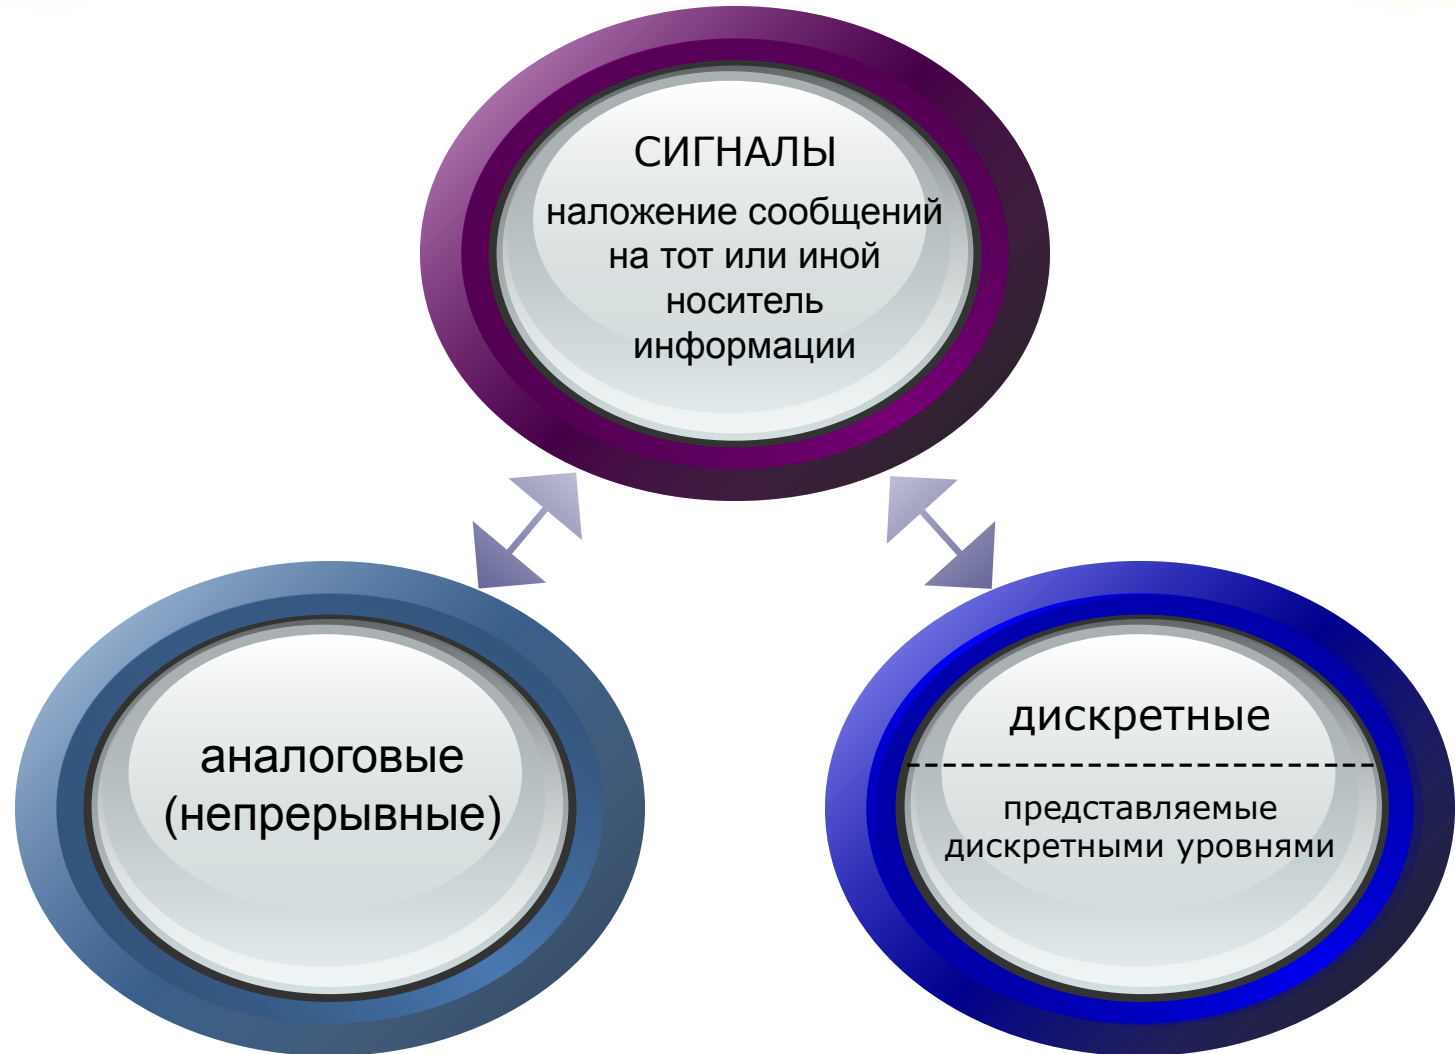 СИГНАЛЫ
наложение сообщений
на тот или иной
носитель
информации
аналоговые
(непрерывные)
дискретные
представляемые
дискретными уровнями